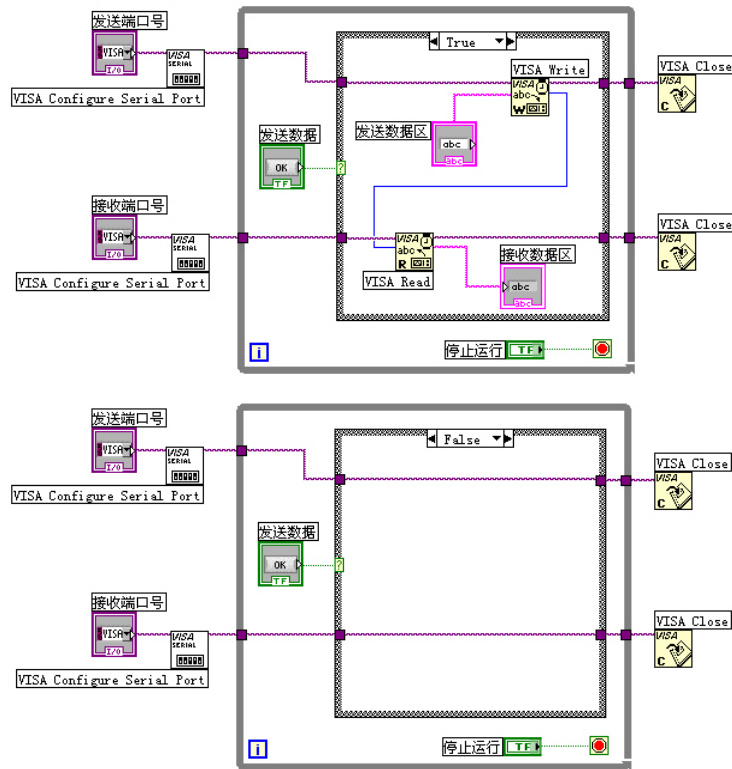 发送端口号
VISA
I/O
VISA
SERIAL
VISA Configure Serial Port
True
VISA Write
VISA
abc
W
VISA Close
VISA
C
发送数据
OK
TF
?
发送数据区
abc
abc
接收端口号
VISA
I/O
VISA
SERIAL
VISA Configure Serial Port
VISA
abc
R
VISA Read
接收数据区
abc
abc
VISA Close
VISA
C
i
停止运行
TF
发送端口号
VISA
I/O
VISA
SERIAL
VISA Configure Serial Port
False
VISA Close
VISA
C
发送数据
OK
TF
?
接收端口号
VISA
I/O
VISA
SERIAL
VISA Configure Serial Port
VISA Close
VISA
C
i
停止运行
TF